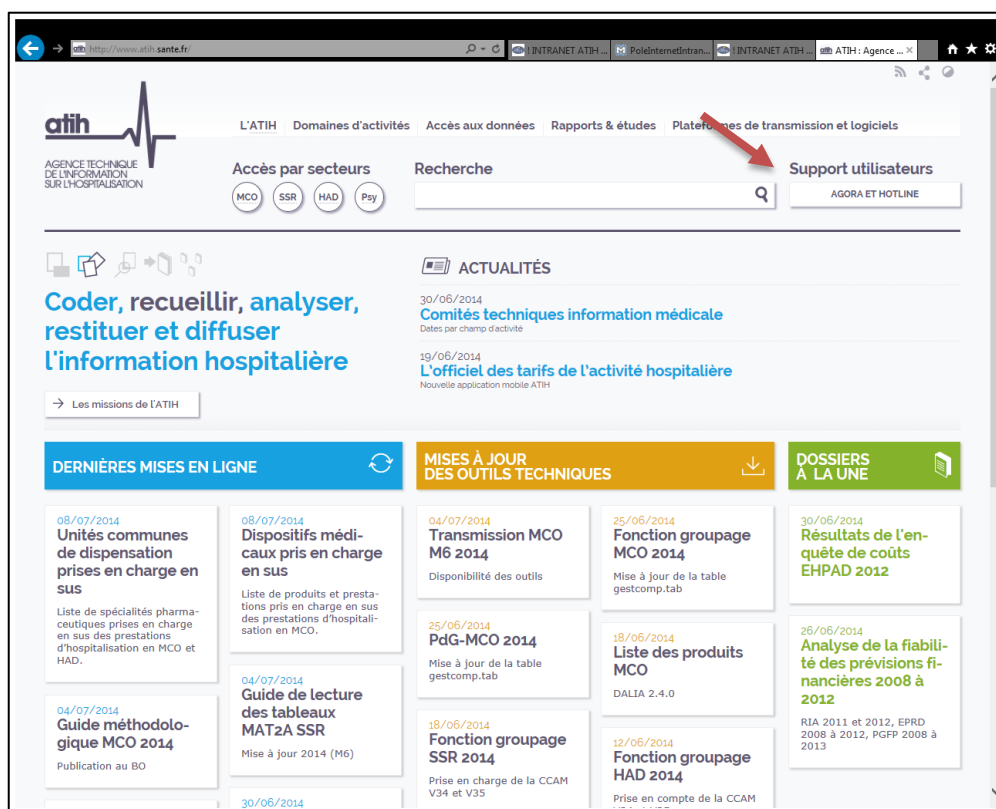 http://www.atih.sante.fr/
! INTRANET ATIH ...
PoleInternetIntran...
! INTRANET ATIH ...
ATIH : Agence ...
atih
AGENCE TECHNIQUE
DE L'INFORMATION
SUR L'HOSPITALISATION
L'ATIH Domaines d'activités Accès aux données Rapports & études Plateformes de transmission et logiciels
Accès par secteurs
MCO SSR HAD Psy
Recherche
Support utilisateurs
AGORA ET HOTLINE
Coder, recueillir, analyser,
restituer et diffuser
l'information hospitalière
→ Les missions de l'ATIH
ACTUALITÉS
30/06/2014
Comités techniques information médicale
Dates par champ d'activité
19/06/2014
L'officiel des tarifs de l'activité hospitalière
Nouvelle application mobile ATIH
DERNIÈRES MISES EN LIGNE
08/07/2014
Unités communes
de dispensation
prises en charge en
sus
Liste de spécialités pharma-
ceutiques prises en charge
en sus des prestations
d'hospitalisation en MCO et
HAD.
04/07/2014
Guide méthodolo-
gique MCO 2014
Publication au BO
08/07/2014
Dispositifs médi-
caux pris en charge
en sus
Liste de produits et presta-
tions pris en charge en sus
des prestations d'hospitali-
sation en MCO.
04/07/2014
Guide de lecture
des tableaux
MAT2A SSR
Mise à jour 2014 (M6)
30/06/2014
MISES À JOUR
DES OUTILS TECHNIQUES
04/07/2014
Transmission MCO
M6 2014
Disponibilité des outils
25/06/2014
PdG-MCO 2014
Mise à jour de la table
gestcomp.tab
18/06/2014
Fonction groupage
SSR 2014
Prise en charge de la CCAM
V34 et V35
25/06/2014
Fonction groupage
MCO 2014
Mise à jour de la table
gestcomp.tab
18/06/2014
Liste des produits
MCO
DALIA 2.4.0
12/06/2014
Fonction groupage
HAD 2014
Prise en compte de la CCAM
DOSSIERS
À LA UNE
30/06/2014
Résultats de l'en-
quête de coûts
EHPAD 2012
26/06/2014
Analyse de la fiabili-
té des prévisions fi-
nancières 2008 à
2012
RIA 2011 et 2012, EPRD
2008 à 2012, PGFP 2008 à
2013